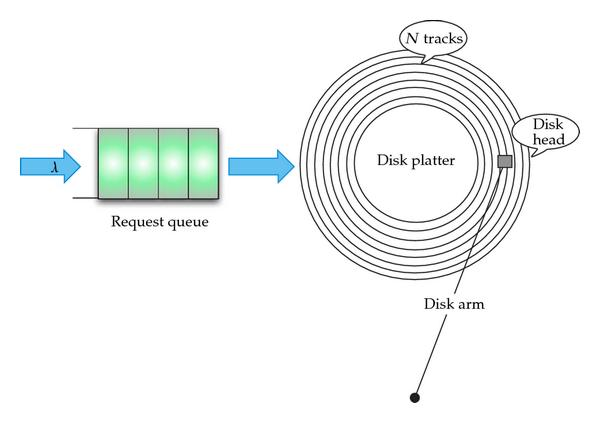 N tracks
Disk
head
Disk platter
λ
Request queue
Disk arm